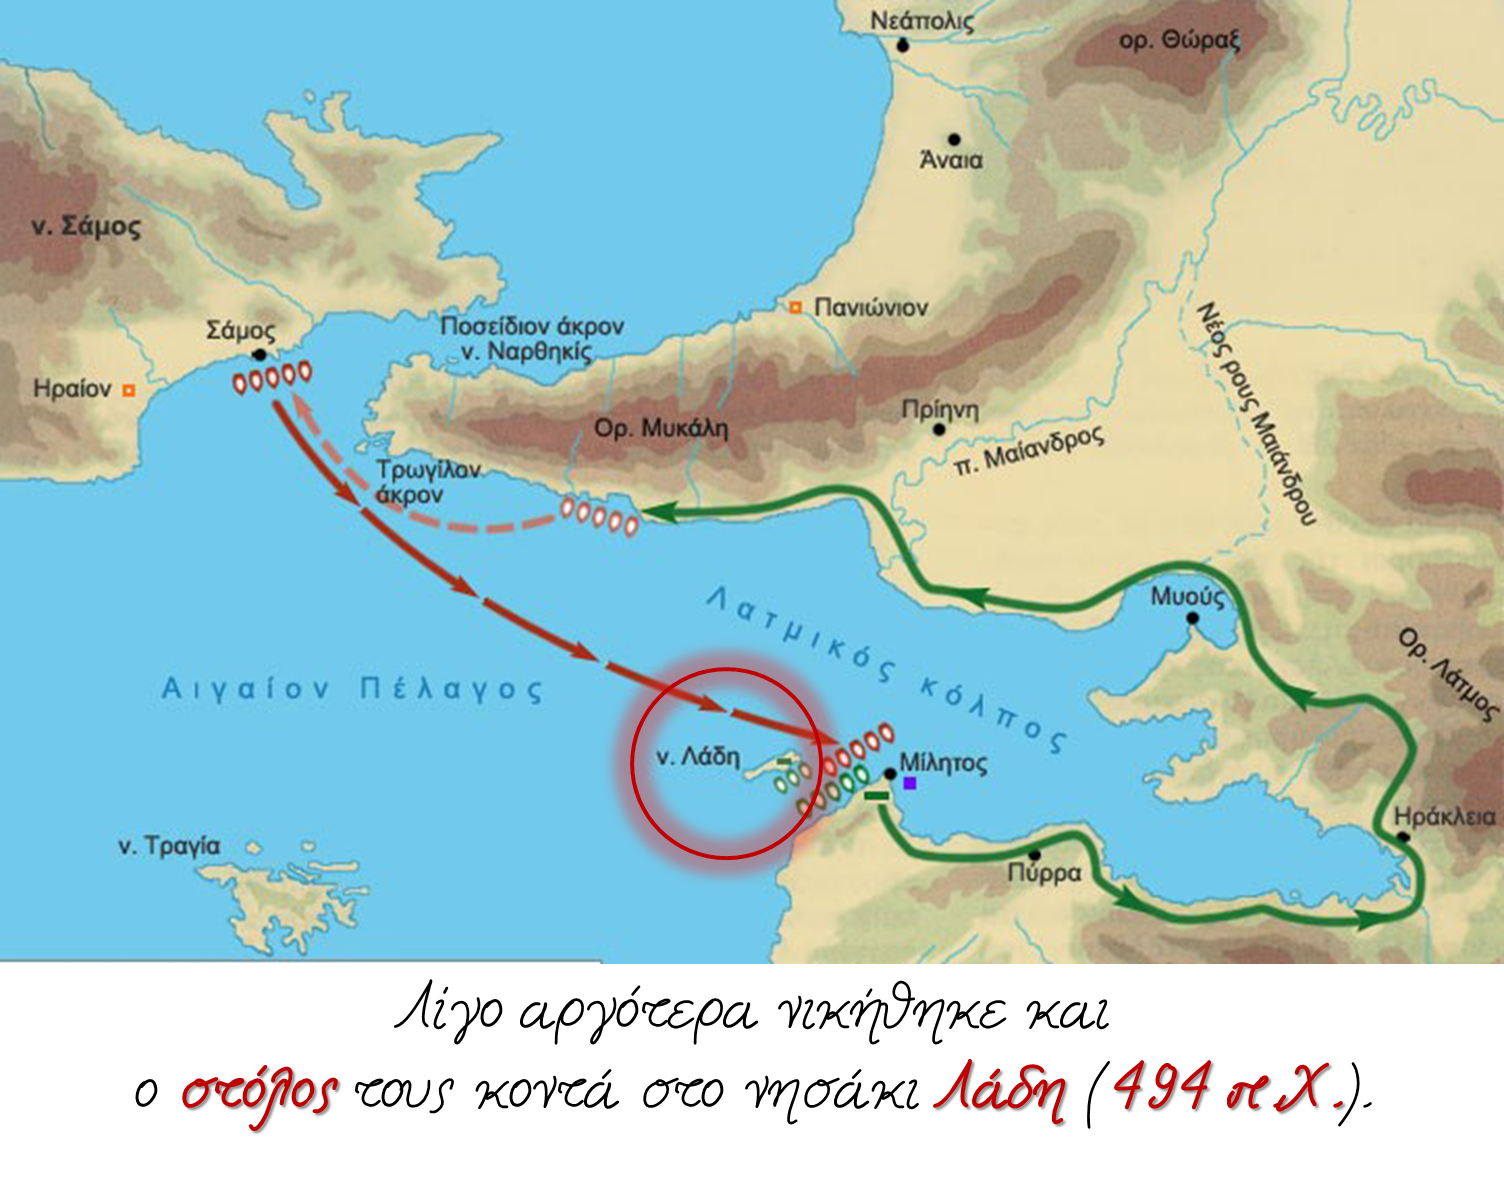 Νεάπολις
ορ. Θώραξ
Άναια
ν. Σάμος
Πανιώνιον
Ποσείδιον άκρον
ν. Ναρθηκίς
Σάμος
Ηραίον
Νέος ρους Μαιάνδρου
Πρίηνη
Ορ. Μυκάλη
π. Μαίανδρος
Τρωγίλον
άκρον
Λατμικός κόλπος
Μυούς
Ορ. Λάτμος
Αιγαίον Πέλαγος
ν. Λάδη
Μίλητος
Ηράκλεια
ν. Τραγία
Πύρρα
Λίγο αργότερα νικήθηκε και
ο στόλος τους κοντά στο νησάκι Λάδη (494 π.Χ.).